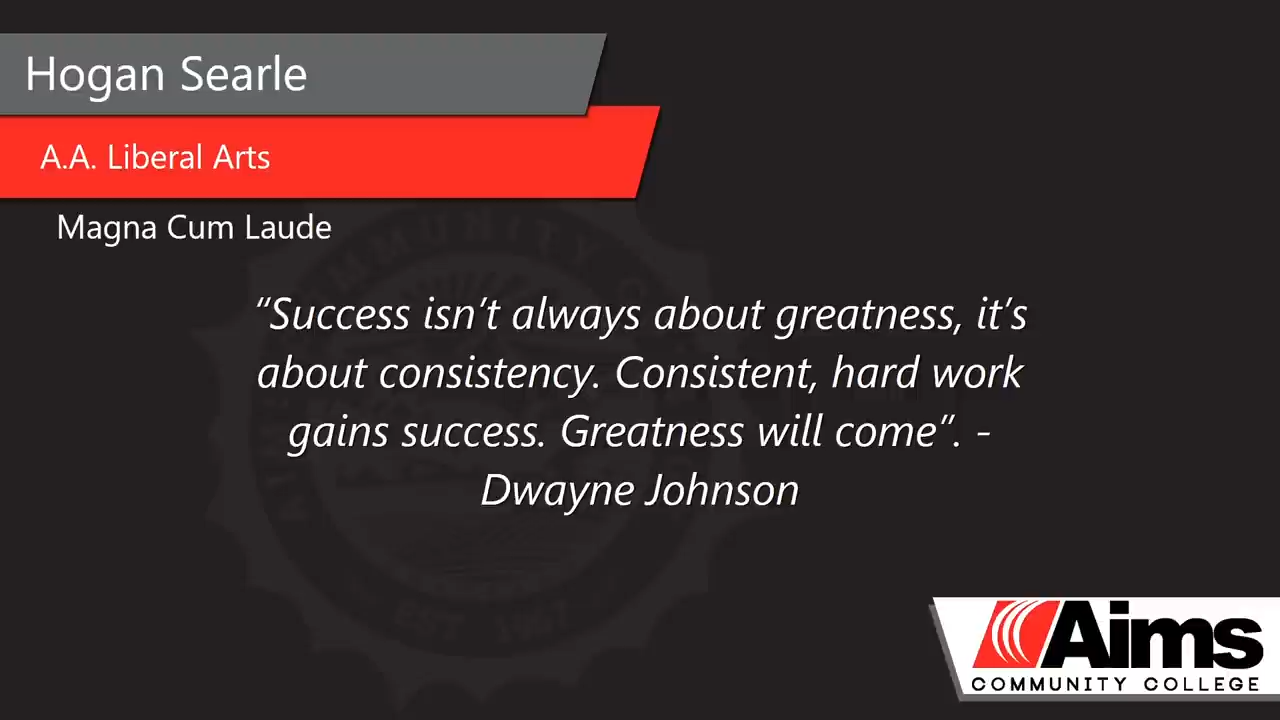 Hogan Searle
A.A. Liberal Arts
Magna Cum Laude
“Success isn’t always about greatness, it’s
about consistency. Consistent, hard work
gains success. Greatness will come”. -
Dwayne Johnson
Aims
COMMUNITY COLLEGE